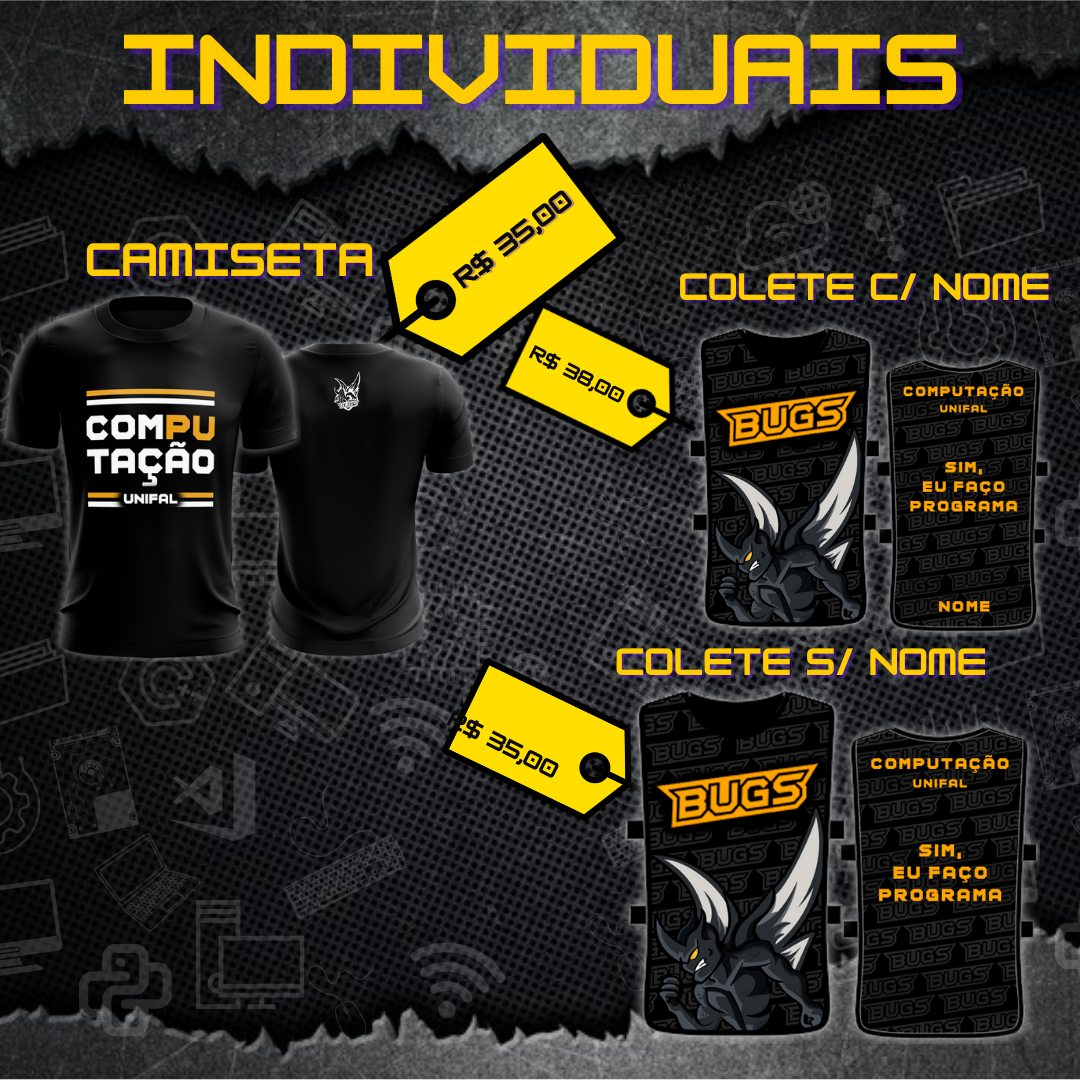 INDIVIDUAIS
CAMISETA
R$ 35,00
COMPU
TAÇÃO
UNIFAL
COLETE C/ NOME
R$ 38,00
BUGS
COMPUTAÇÃO
UNIFAL
SIM,
EU FAÇO
PROGRAMA
NOME
COLETE S/ NOME
R$ 35,00
BUGS
COMPUTAÇÃO
UNIFAL
SIM,
EU FAÇO
PROGRAMA